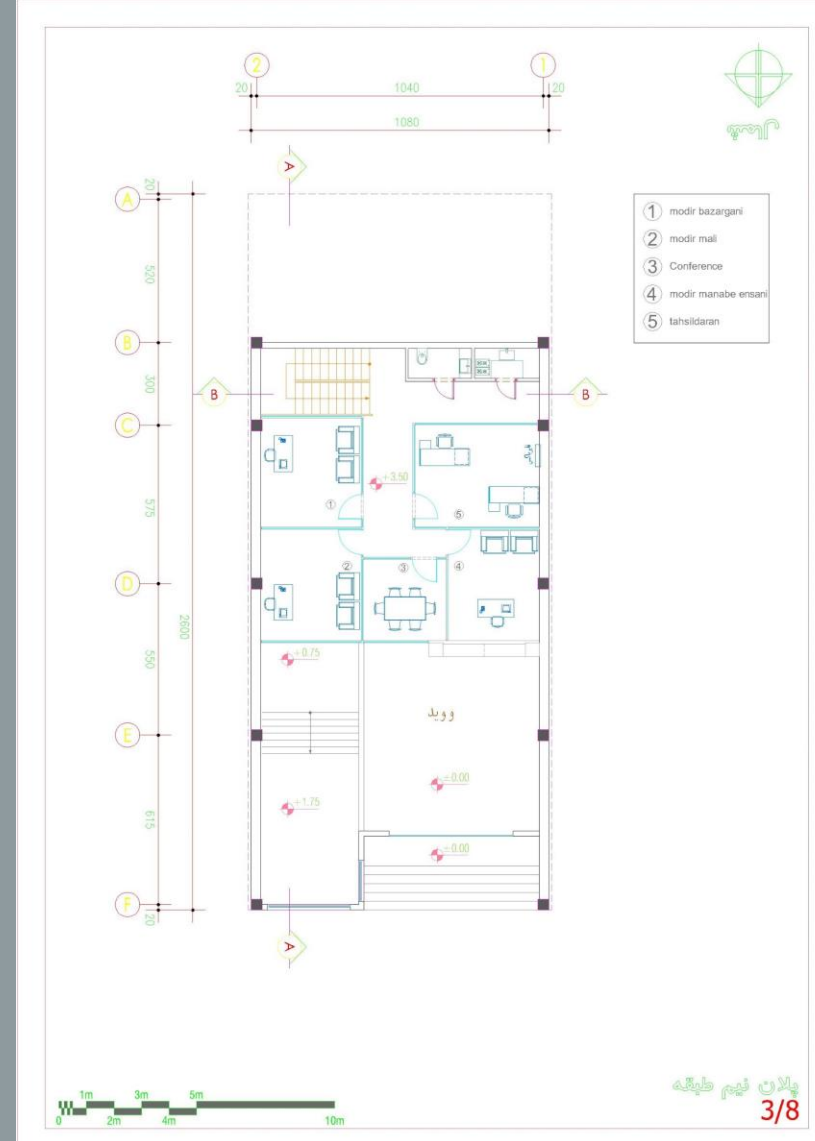 2
1
20
1040
20
1080
شمال
A
A
20
B
520
300
C
575
D
2600
550
E
615
F
20
① modir bazargani
② modir mali
③ Conference
④ modir manabe ensani
⑤ tahsildaran
B
B
+3.50
①
⑤
②
③
④
+0.75
ووید
±0.00
+1.75
±0.00
A
پلان نیم طبقه
3/8
1m 3m 5m
0 2m 4m 10m